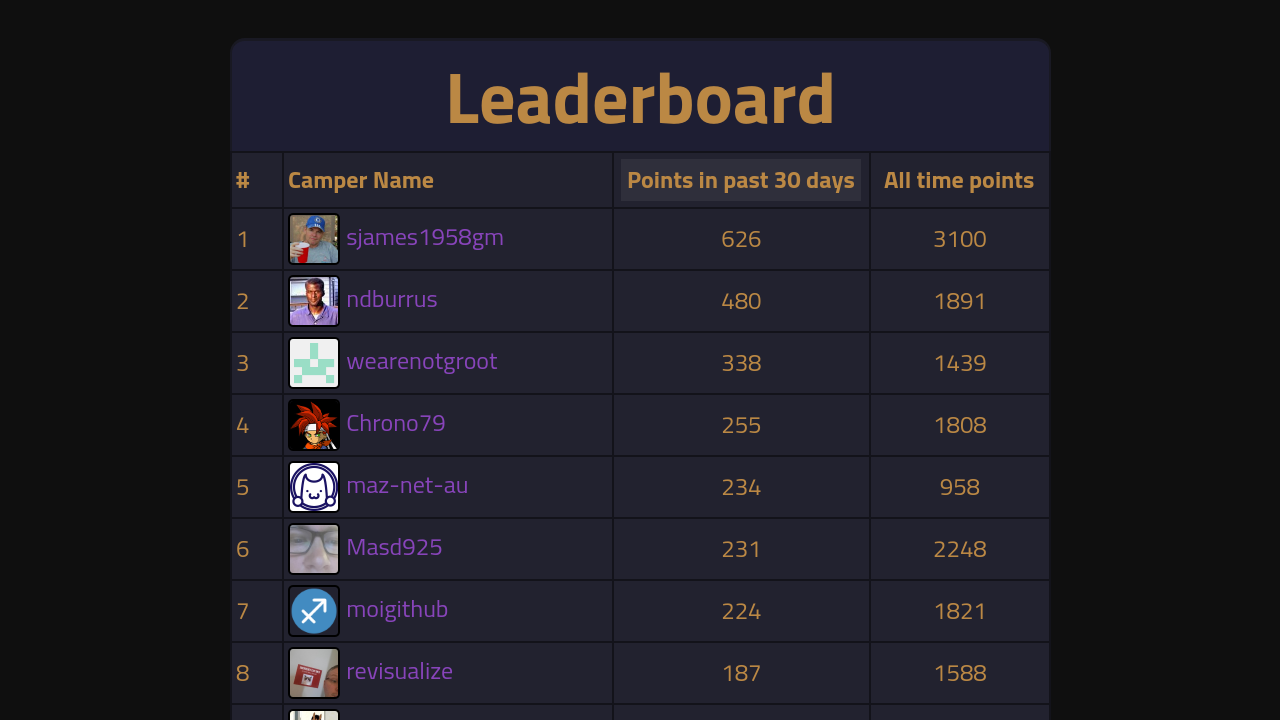 Leaderboard
# Camper Name Points in past 30 days All time points
1 sjames1958gm 626 3100
2 ndburrus 480 1891
3 wearenotgroot 338 1439
4 Chrono79 255 1808
5 maz-net-au 234 958
6 Masd925 231 2248
7 moigithub 224 1821
8 revisualize 187 1588